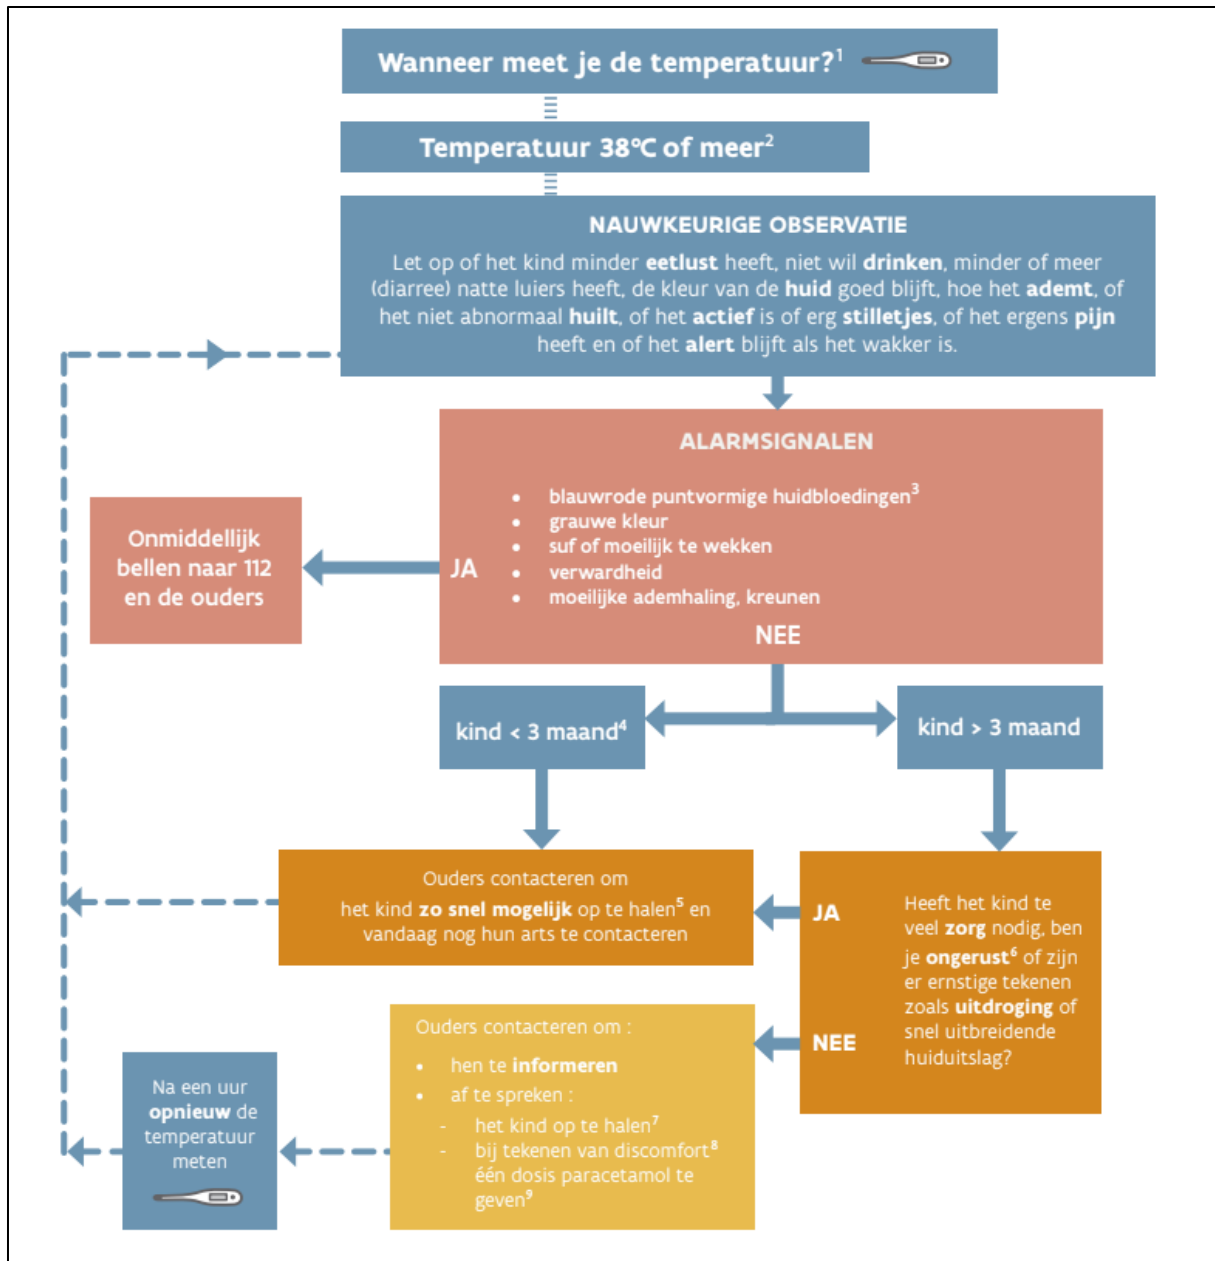 Wanneer meet je de temperatuur?¹
Temperatuur 38°C of meer²
NAUWKEURIGE OBSERVATIE
Let op of het kind minder eetlust heeft, niet wil drinken, minder of meer
(diarree) natte luiers heeft, de kleur van de huid goed blijft, hoe het ademt, of
het niet abnormaal huilt, of het actief is of erg stilletjes, of het ergens pijn
heeft en of het alert blijft als het wakker is.
ALARMSIGNALEN
• blauwrode puntvormige huidbloedingen³
• grauwe kleur
• suf of moeilijk te wekken
• verwardheid
• moeilijke ademhaling, kreunen
JA
NEE
Onmiddellijk
bellen naar 112
en de ouders
kind < 3 maand⁴
kind > 3 maand
Ouders contacteren om
het kind zo snel mogelijk op te halen⁵ en
vandaag nog hun arts te contacteren
JA
NEE
Heeft het kind te
veel zorg nodig, ben
je ongerust⁶ of zijn
er ernstige tekenen
zoals uitdroging of
snel uitbreidende
huiduitslag?
Ouders contacteren om :
• hen te informeren
• af te spreken :
- het kind op te halen⁷
- bij tekenen van discomfort⁸
één dosis paracetamol te
geven⁹
Na een uur
opnieuw de
temperatuur
meten